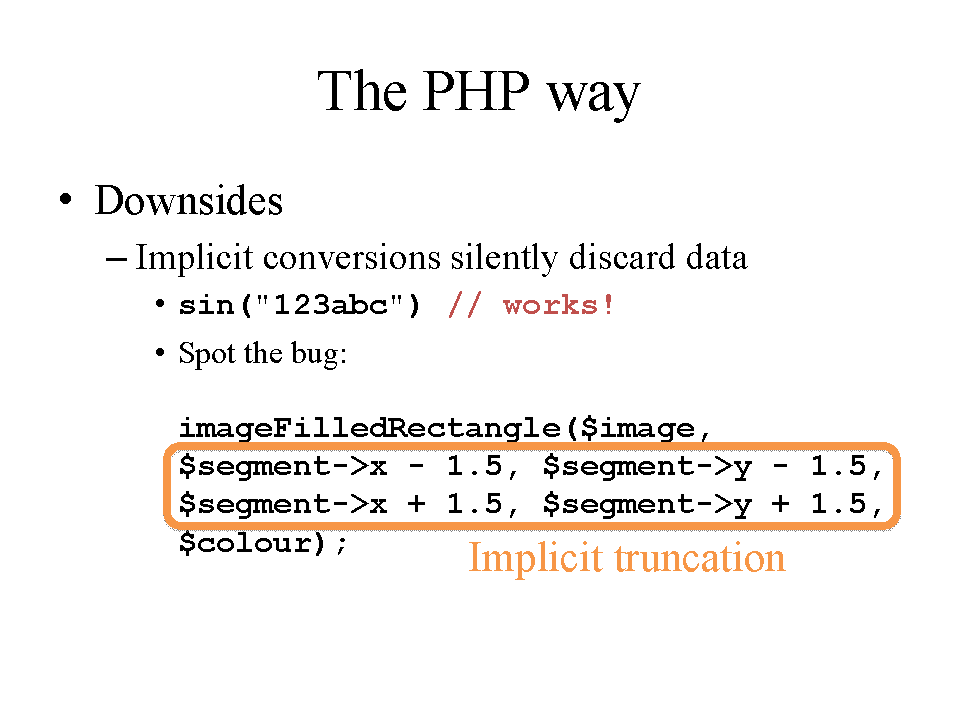 The PHP way
• Downsides
– Implicit conversions silently discard data
• sin("123abc") // works!
• Spot the bug:
imageFilledRectangle($image,
$segment->x - 1.5, $segment->y - 1.5,
$segment->x + 1.5, $segment->y + 1.5,
$colour);
Implicit truncation